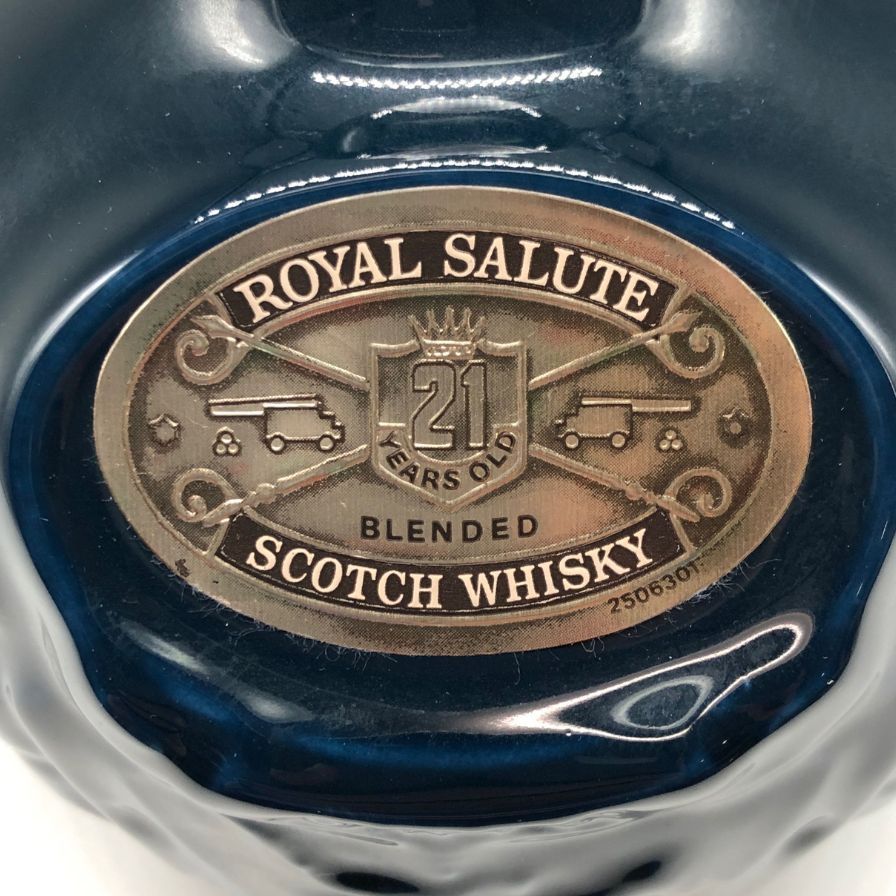 ROYAL SALUTE
21
YEARS OLD
BLENDED
SCOTCH WHISKY
2506301